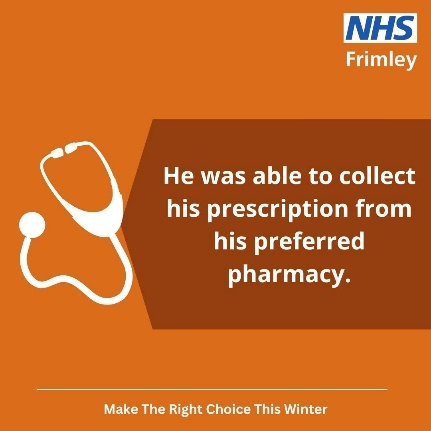 NHS
Frimley
He was able to collect
his prescription from
his preferred
pharmacy.
Make The Right Choice This Winter